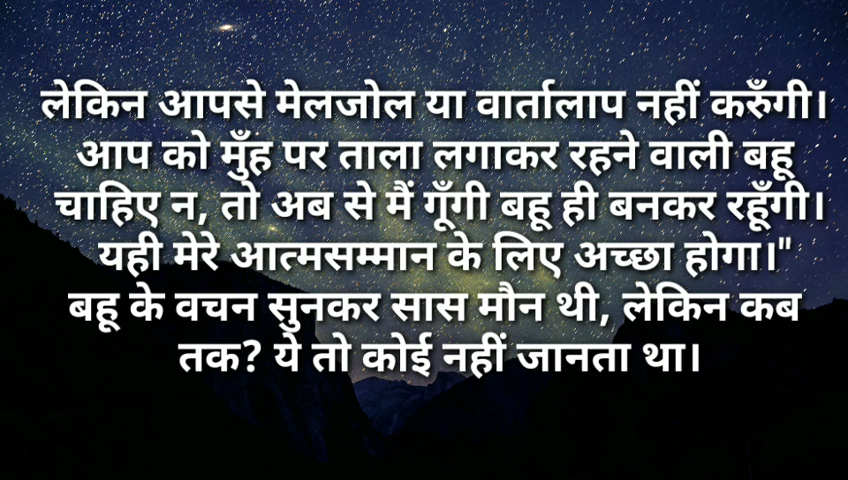 लेकिन आपसे मेलजोल या वार्तालाप नहीं करुँगी।
आप को मुँह पर ताला लगाकर रहने वाली बहू
चाहिए न, तो अब से मैं गूँगी बहू ही बनकर रहूँगी।
यही मेरे आत्मसम्मान के लिए अच्छा होगा।"
बहू के वचन सुनकर सास मौन थी, लेकिन कब
तक? ये तो कोई नहीं जानता था।